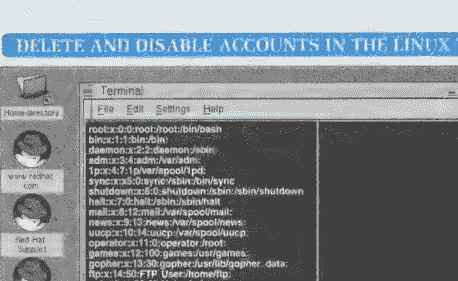 DELETE AND DISABLE ACCOUNTS IN THE LINUX
Terminal
File Edit Settings Help
Home directory
www.redhat.
com
Red Hat
Support
root:x:0:0:root:/root:/bin/bash
bin:x:1:1:bin:/bin:
daemon:x:2:2:daemon:/sbin:
adm:x:3:4:adm:/var/adm:
1p:x:4:7:1p/var/spool/1pd:
sync:x:x5:0:sync:/sbin:/bin/sync
shutdown:x:6:0:shutdown:/sbin:/sbin/shutdown
halt:x:7:0:halt:/sbin:/sbin/halt
mail:x:8:12:mail:/var/spool/mail:
news:x:9:13:news:/var/spool/news:
uucp:x:10:14:uucp:/var/spool/uucp:
operator:x:11:0:operator:/root:
games:x:12:100:games:/usr/games:
gopher:x:13:30:gopher:/usr/lib/gopher. data:
ftp:x:14:50:FTP User:/home/ftp: